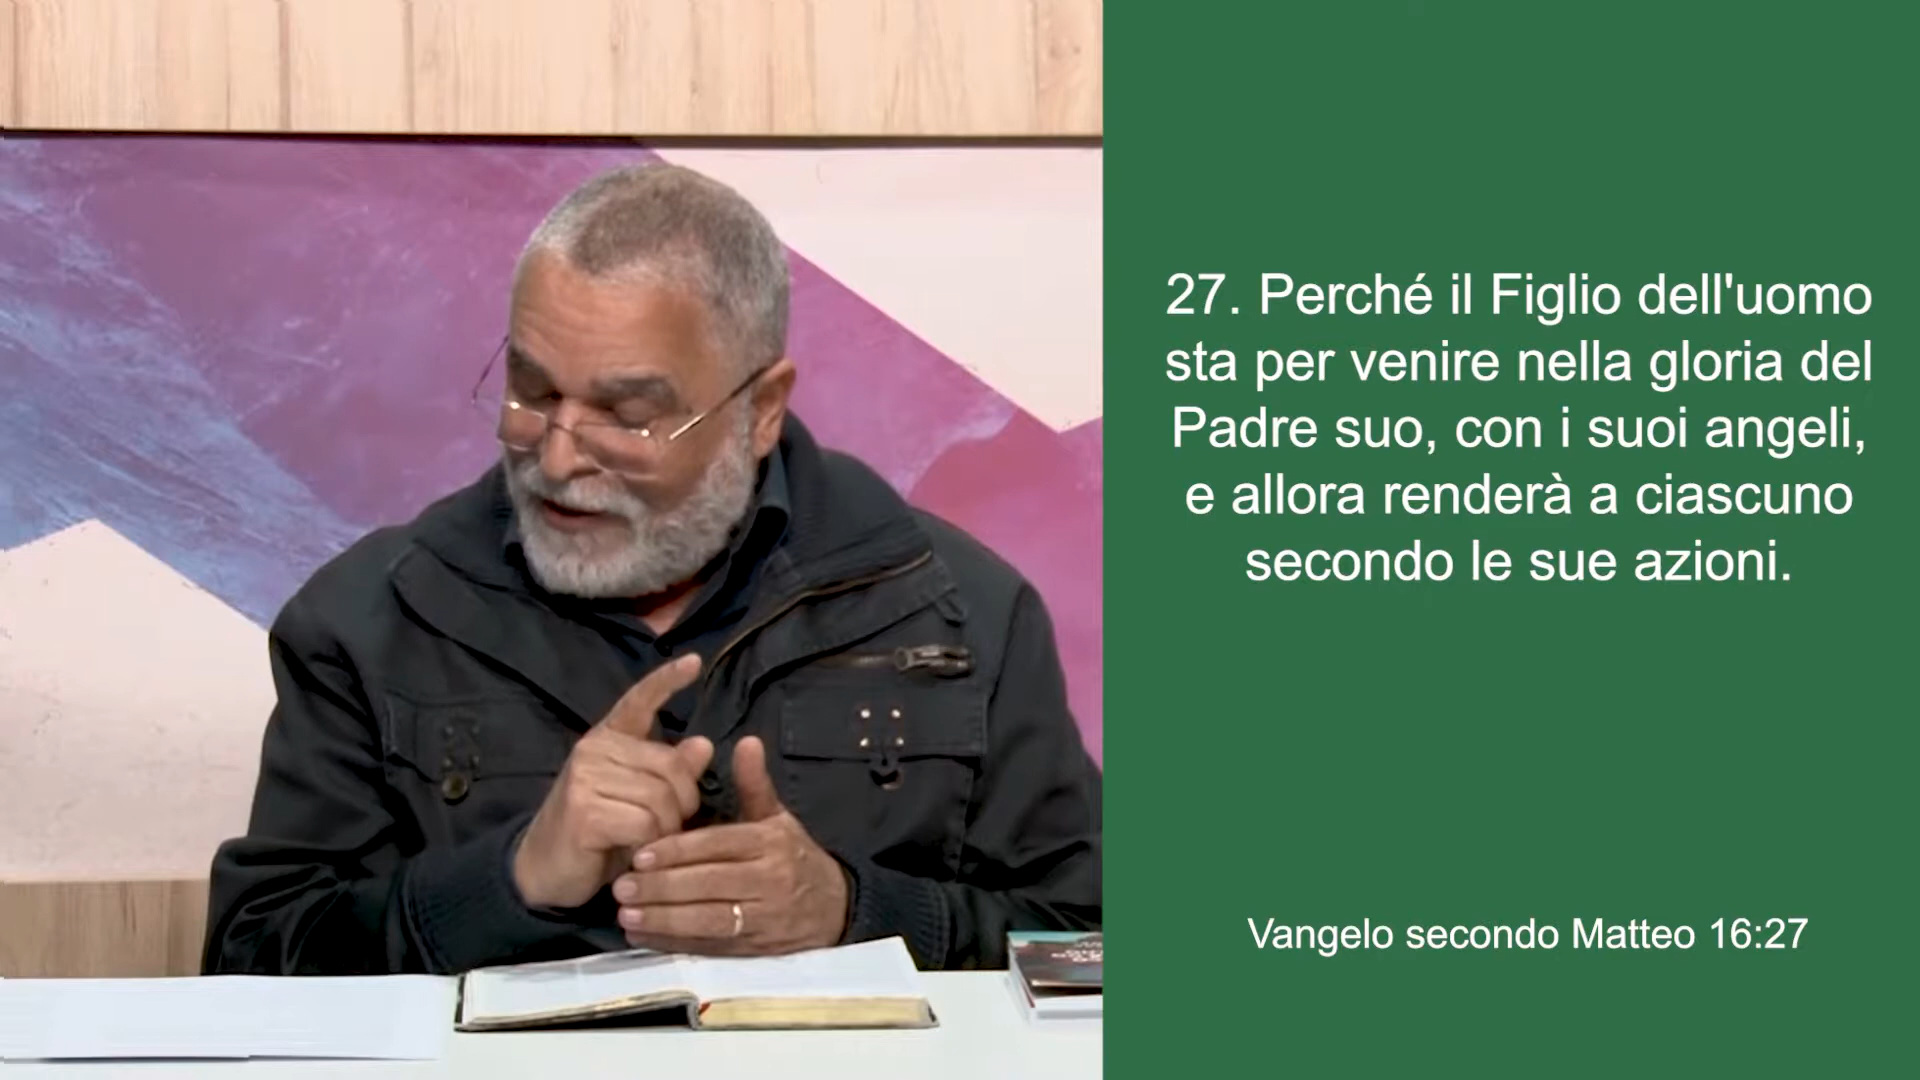 27. Perché il Figlio dell'uomo
sta per venire nella gloria del
Padre suo, con i suoi angeli,
e allora renderà a ciascuno
secondo le sue azioni.
Vangelo secondo Matteo 16:27